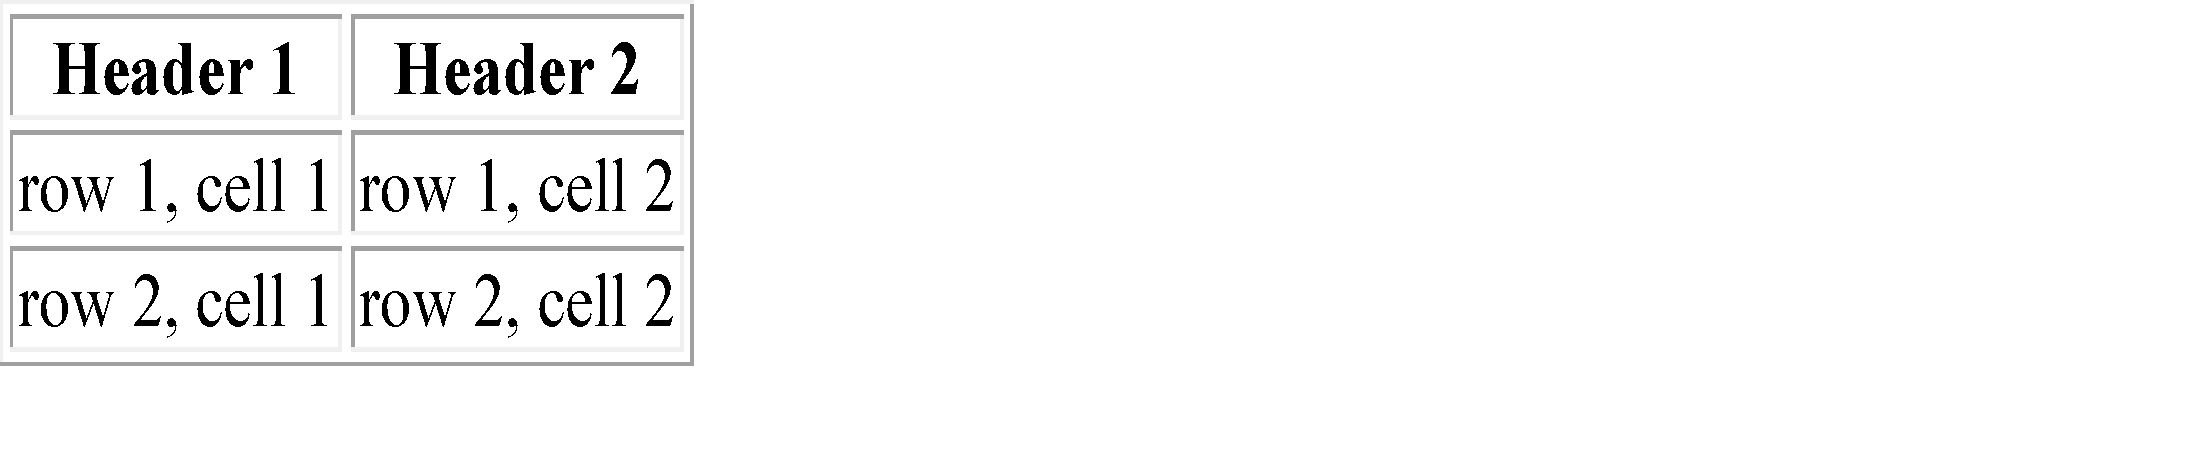 Header 1 Header 2
row 1, cell 1 row 1, cell 2
row 2, cell 1 row 2, cell 2